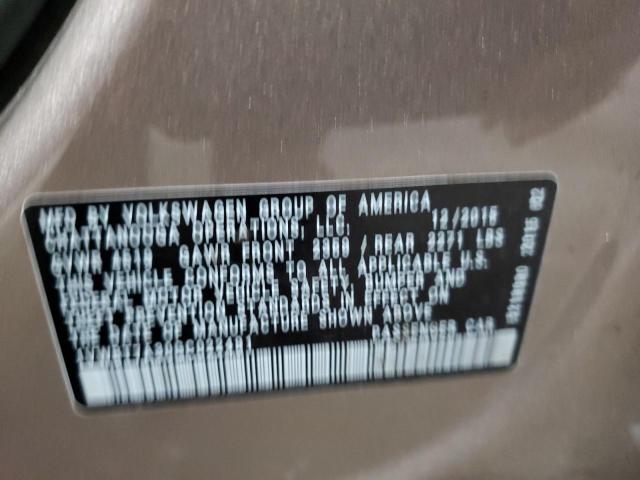 MFD BY VOLKSWAGEN GROUP OF AMERICA
CHATTANOOGA OPERATIONS, LLC. 12/2015
GVWR GAWR FRONT / REAR 2271 LBS
THIS VEHICLE CONFORMS TO ALL APPLICABLE U.S.
FEDERAL MOTOR VEHICLE SAFETY, BUMPER AND
THEFT PREVENTION STANDARDS IN EFFECT ON
THE DATE OF MANUFACTURE SHOWN ABOVE
PASSENGER CAR
2015 02